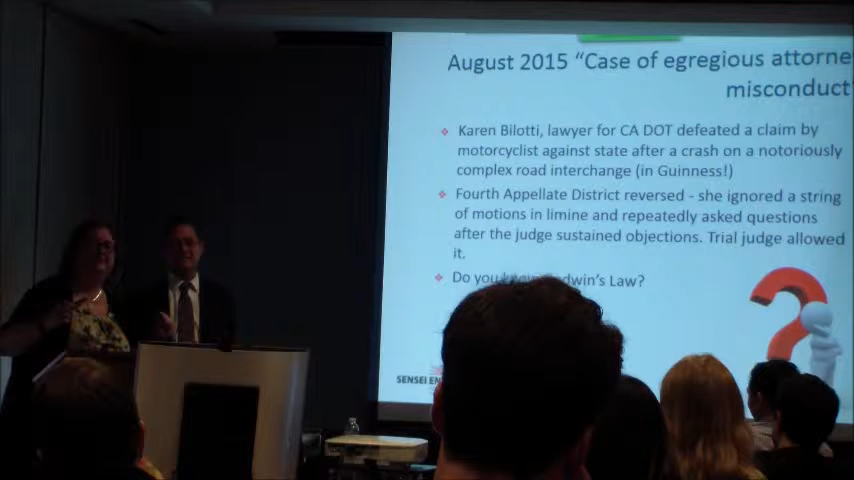 August 2015 “Case of egregious attorne
misconduct
Karen Bilotti, lawyer for CA DOT defeated a claim by
motorcyclist against state after a crash on a notoriously
complex road interchange (in Guinness!)
Fourth Appellate District reversed - she ignored a string
of motions in limine and repeatedly asked questions
after the judge sustained objections. Trial judge allowed
it.
Do you dwin’s Law?
SENSEI EN